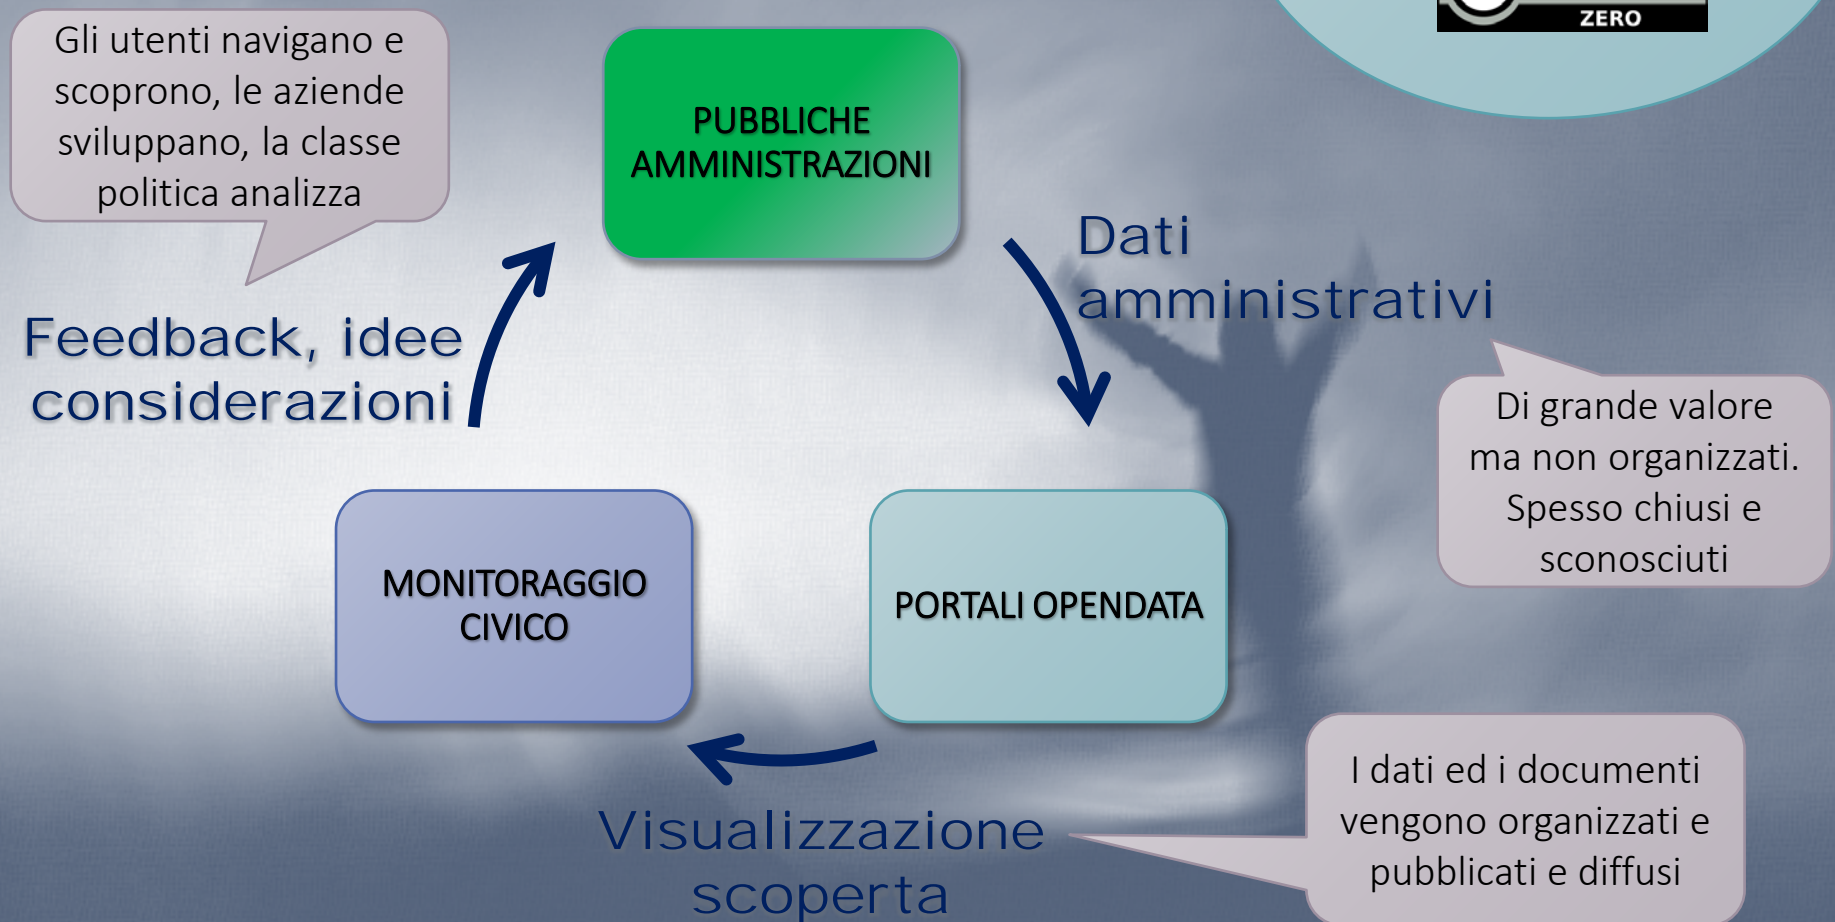 ZERO
Gli utenti navigano e
scoprono, le aziende
sviluppano, la classe
politica analizza
PUBBLICHE
AMMINISTRAZIONI
Dati
amministrativi
Feedback, idee
considerazioni
Di grande valore
ma non organizzati.
Spesso chiusi e
sconosciuti
MONITORAGGIO
CIVICO
PORTALI OPENDATA
I dati ed i documenti
vengono organizzati e
pubblicati e diffusi
Visualizzazione
scoperta